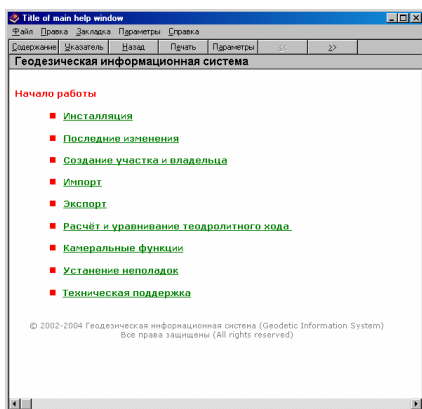 Title of main help window
Файл Правка Закладка Параметры Справка
Содержание Указатель Назад Печать Параметры << >>
Геодезическая информационная система
Начало работы
Инсталляция
Последние изменения
Создание участка и владельца
Импорт
Экспорт
Расчёт и уравнивание теодролитного хода
Камеральные функции
Устанение неполадок
Техническая поддержка
© 2002-2004 Геодезическая информационная система (Geodetic Information System)
Все права защищены (All rights reserved)